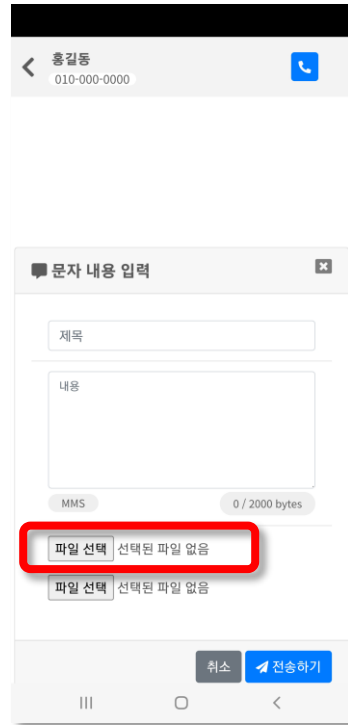 홍길동
010-000-0000
문자 내용 입력
제목
내용
MMS 0 / 2000 bytes
파일 선택 선택된 파일 없음
파일 선택 선택된 파일 없음
취소 전송하기